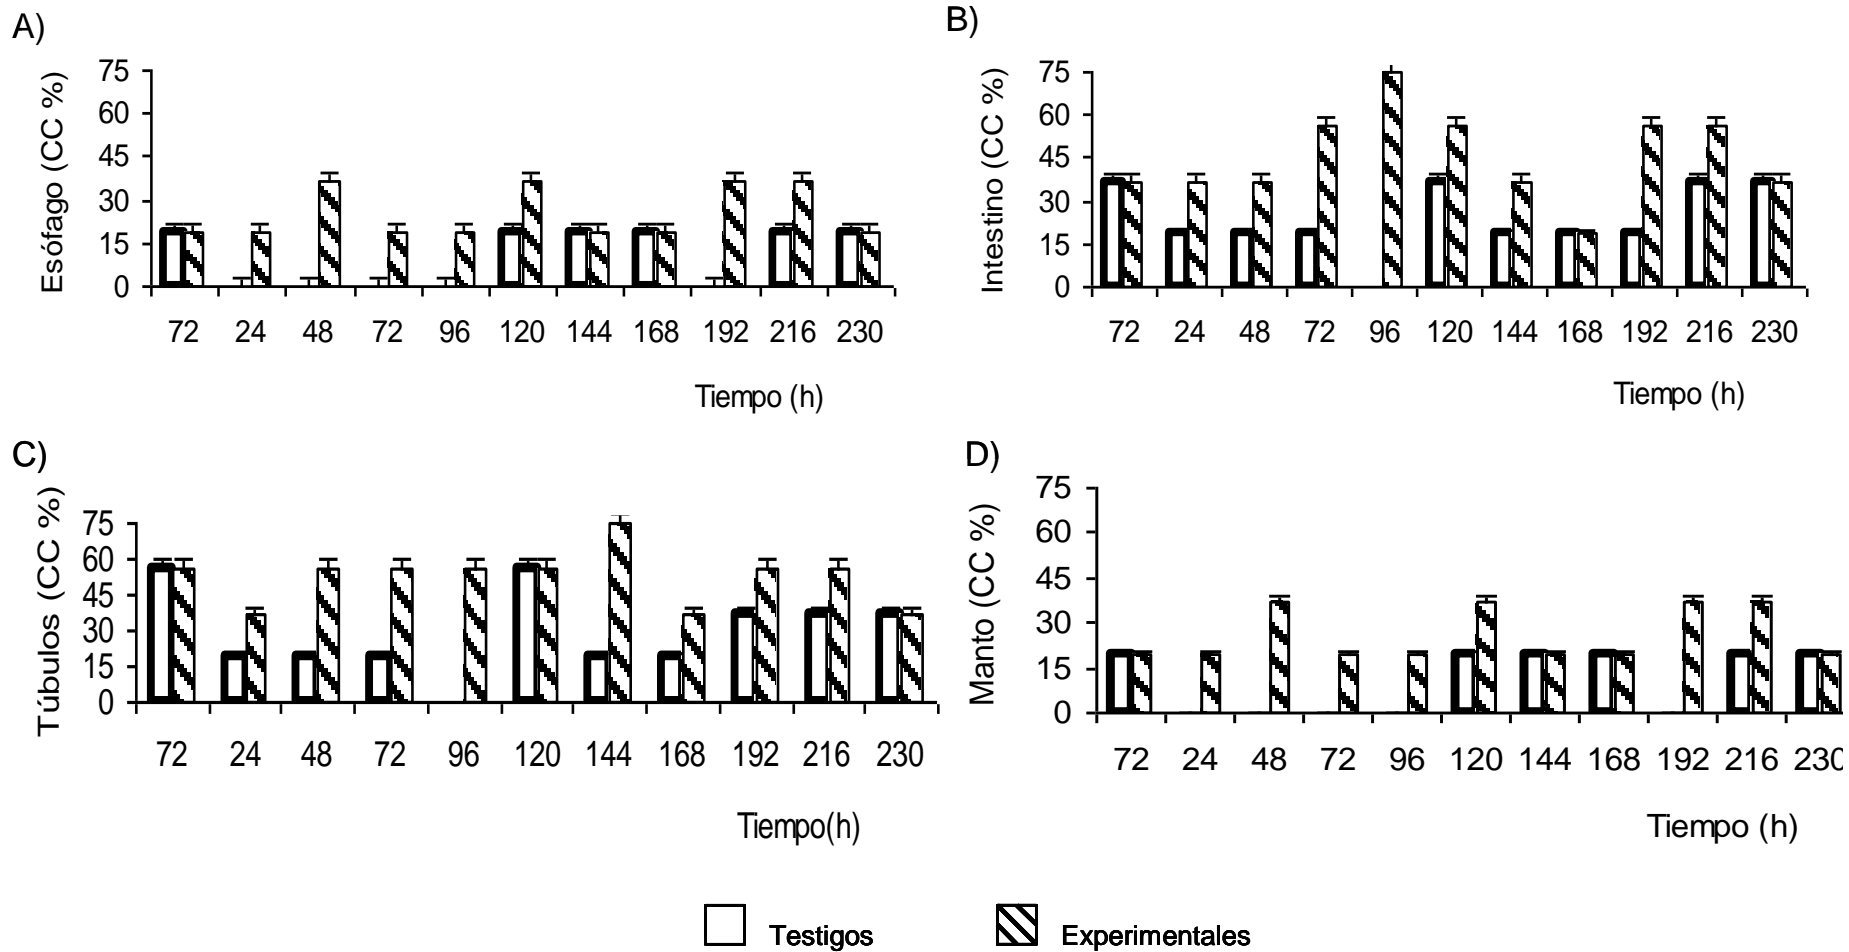 A)
Esófago (CC %)
75
60
45
30
15
0
72 24 48 72 96 120 144 168 192 216 230
Tiempo (h)
B)
Intestino (CC %)
75
60
45
30
15
0
72 24 48 72 96 120 144 168 192 216 230
Tiempo (h)
C)
Túbulos (CC %)
75
60
45
30
15
0
72 24 48 72 96 120 144 168 192 216 230
Tiempo(h)
D)
Manto (CC %)
75
60
45
30
15
0
72 24 48 72 96 120 144 168 192 216 230
Tiempo (h)
Testigos Experimentales